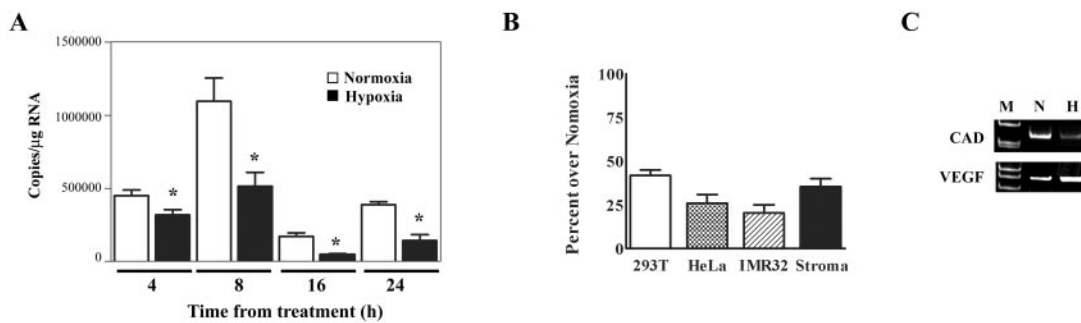 A
1500000
1000000
500000
0
Copies/µg RNA
Normoxia
Hypoxia
*
*
*
*
4 8 16 24
Time from treatment (h)
B
100
75
50
25
0
Percent over Nomoxia
293T HeLa IMR32 Stroma
C
M N H
CAD
VEGF